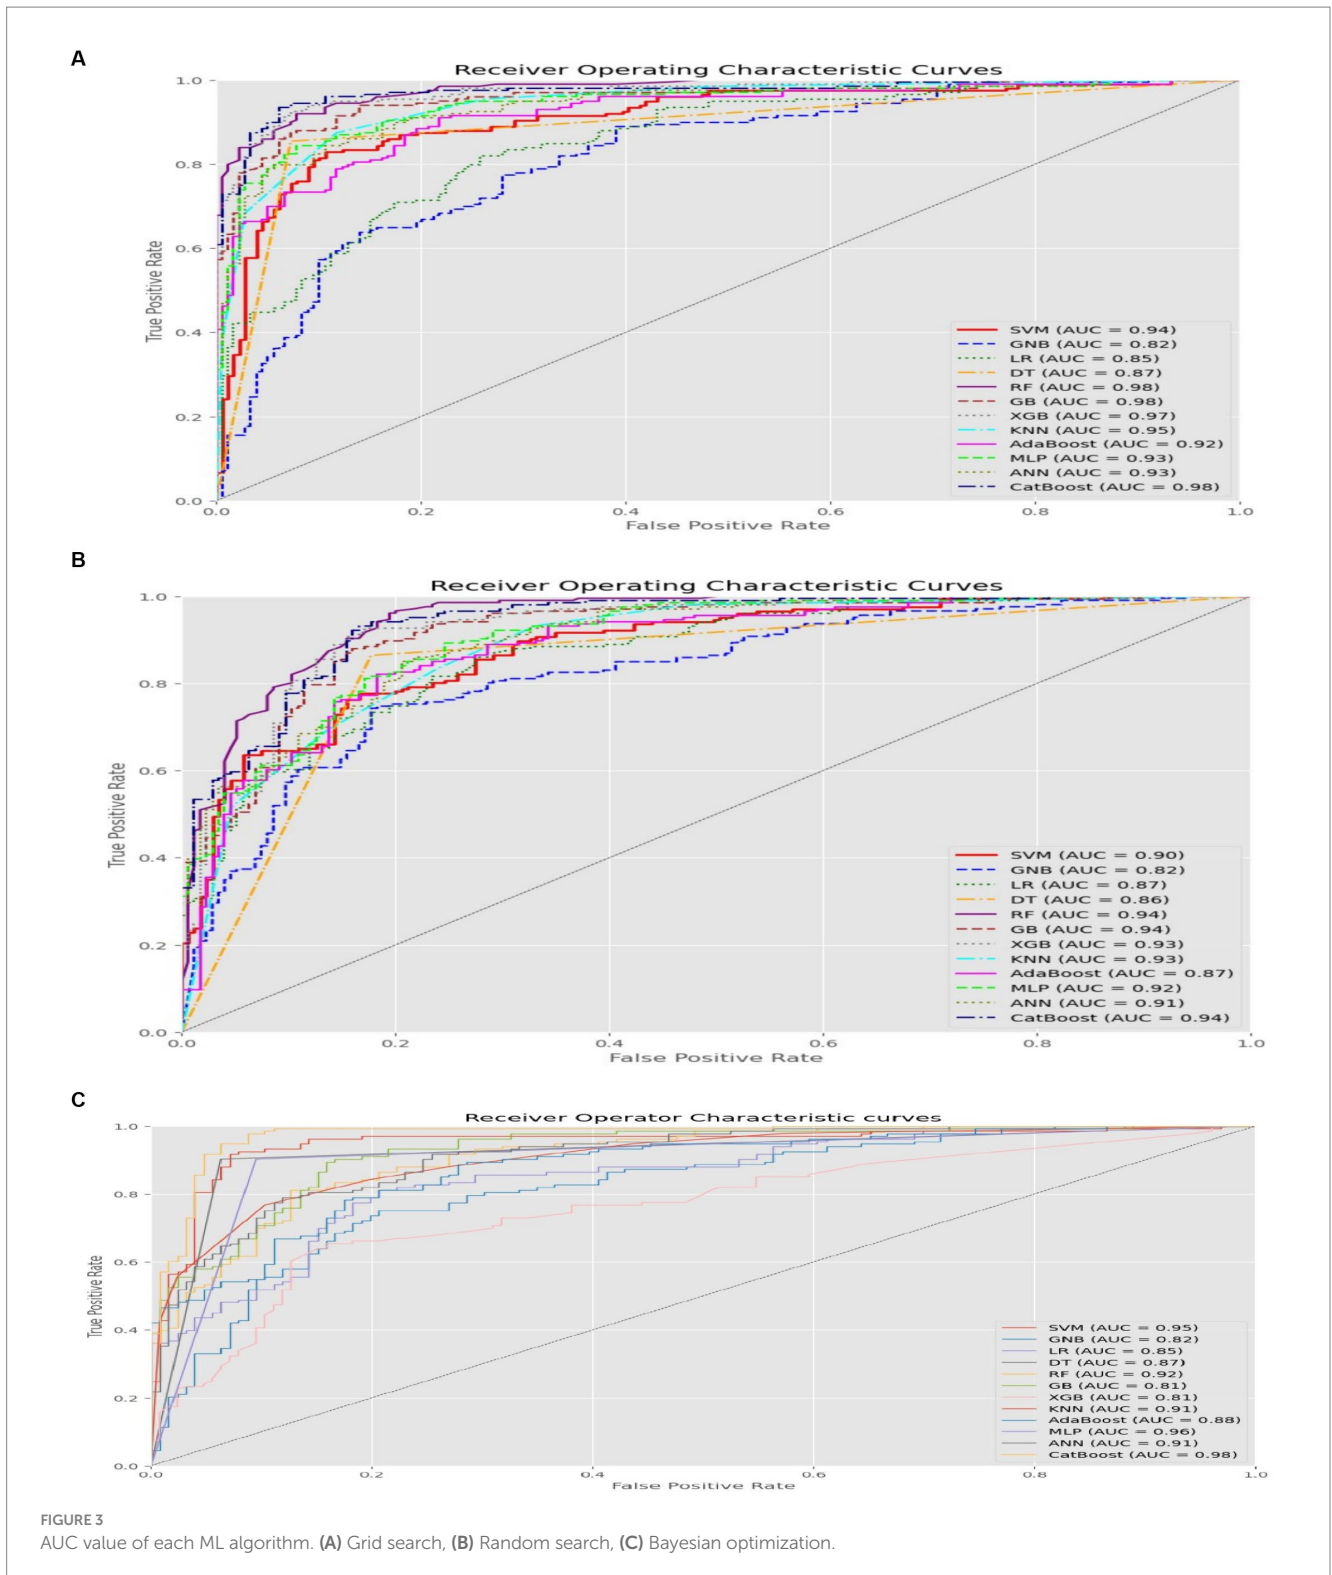 A
Receiver Operating Characteristic Curves
1.0
0.8
0.6
0.4
0.2
0.0
True Positive Rate
SVM (AUC = 0.94)
GNB (AUC = 0.82)
LR (AUC = 0.85)
DT (AUC = 0.87)
RF (AUC = 0.98)
GB (AUC = 0.98)
XGB (AUC = 0.97)
KNN (AUC = 0.95)
AdaBoost (AUC = 0.92)
MLP (AUC = 0.93)
ANN (AUC = 0.93)
CatBoost (AUC = 0.98)
0.0 0.2 0.4 0.6 0.8 1.0
False Positive Rate
B
Receiver Operating Characteristic Curves
1.0
0.8
0.6
0.4
0.2
0.0
True Positive Rate
SVM (AUC = 0.90)
GNB (AUC = 0.82)
LR (AUC = 0.87)
DT (AUC = 0.86)
RF (AUC = 0.94)
GB (AUC = 0.94)
XGB (AUC = 0.93)
KNN (AUC = 0.93)
AdaBoost (AUC = 0.87)
MLP (AUC = 0.92)
ANN (AUC = 0.91)
CatBoost (AUC = 0.94)
0.0 0.2 0.4 0.6 0.8 1.0
False Positive Rate
C
Receiver Operator Characteristic curves
1.0
0.8
0.6
0.4
0.2
0.0
True Positive Rate
SVM (AUC = 0.95)
GNB (AUC = 0.82)
LR (AUC = 0.85)
DT (AUC = 0.87)
RF (AUC = 0.92)
GB (AUC = 0.81)
XGB (AUC = 0.81)
KNN (AUC = 0.91)
AdaBoost (AUC = 0.88)
MLP (AUC = 0.96)
ANN (AUC = 0.91)
CatBoost (AUC = 0.98)
0.0 0.2 0.4 0.6 0.8 1.0
False Positive Rate
FIGURE 3
AUC value of each ML algorithm. (A) Grid search, (B) Random search, (C) Bayesian optimization.